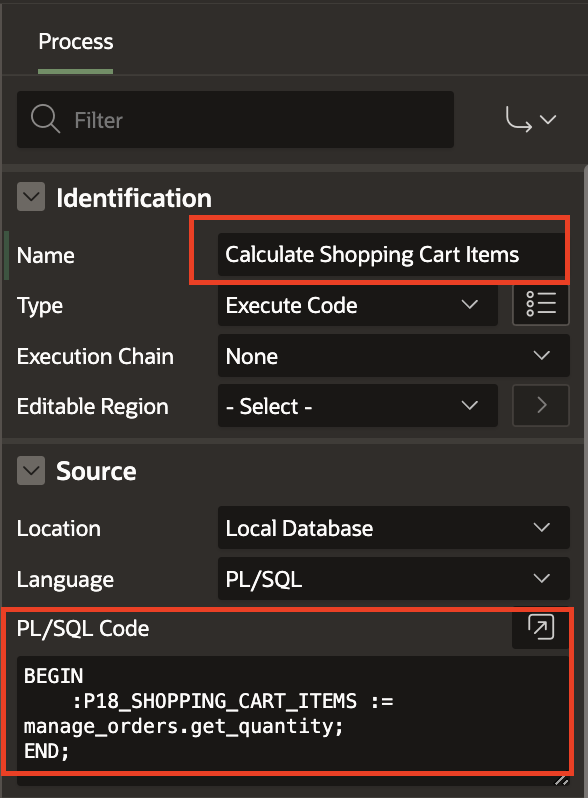 Process
Filter
Identification
Name Calculate Shopping Cart Items
Type Execute Code
Execution Chain None
Editable Region - Select -
Source
Location Local Database
Language PL/SQL
PL/SQL Code
BEGIN
:P18_SHOPPING_CART_ITEMS :=
manage_orders.get_quantity;
END;